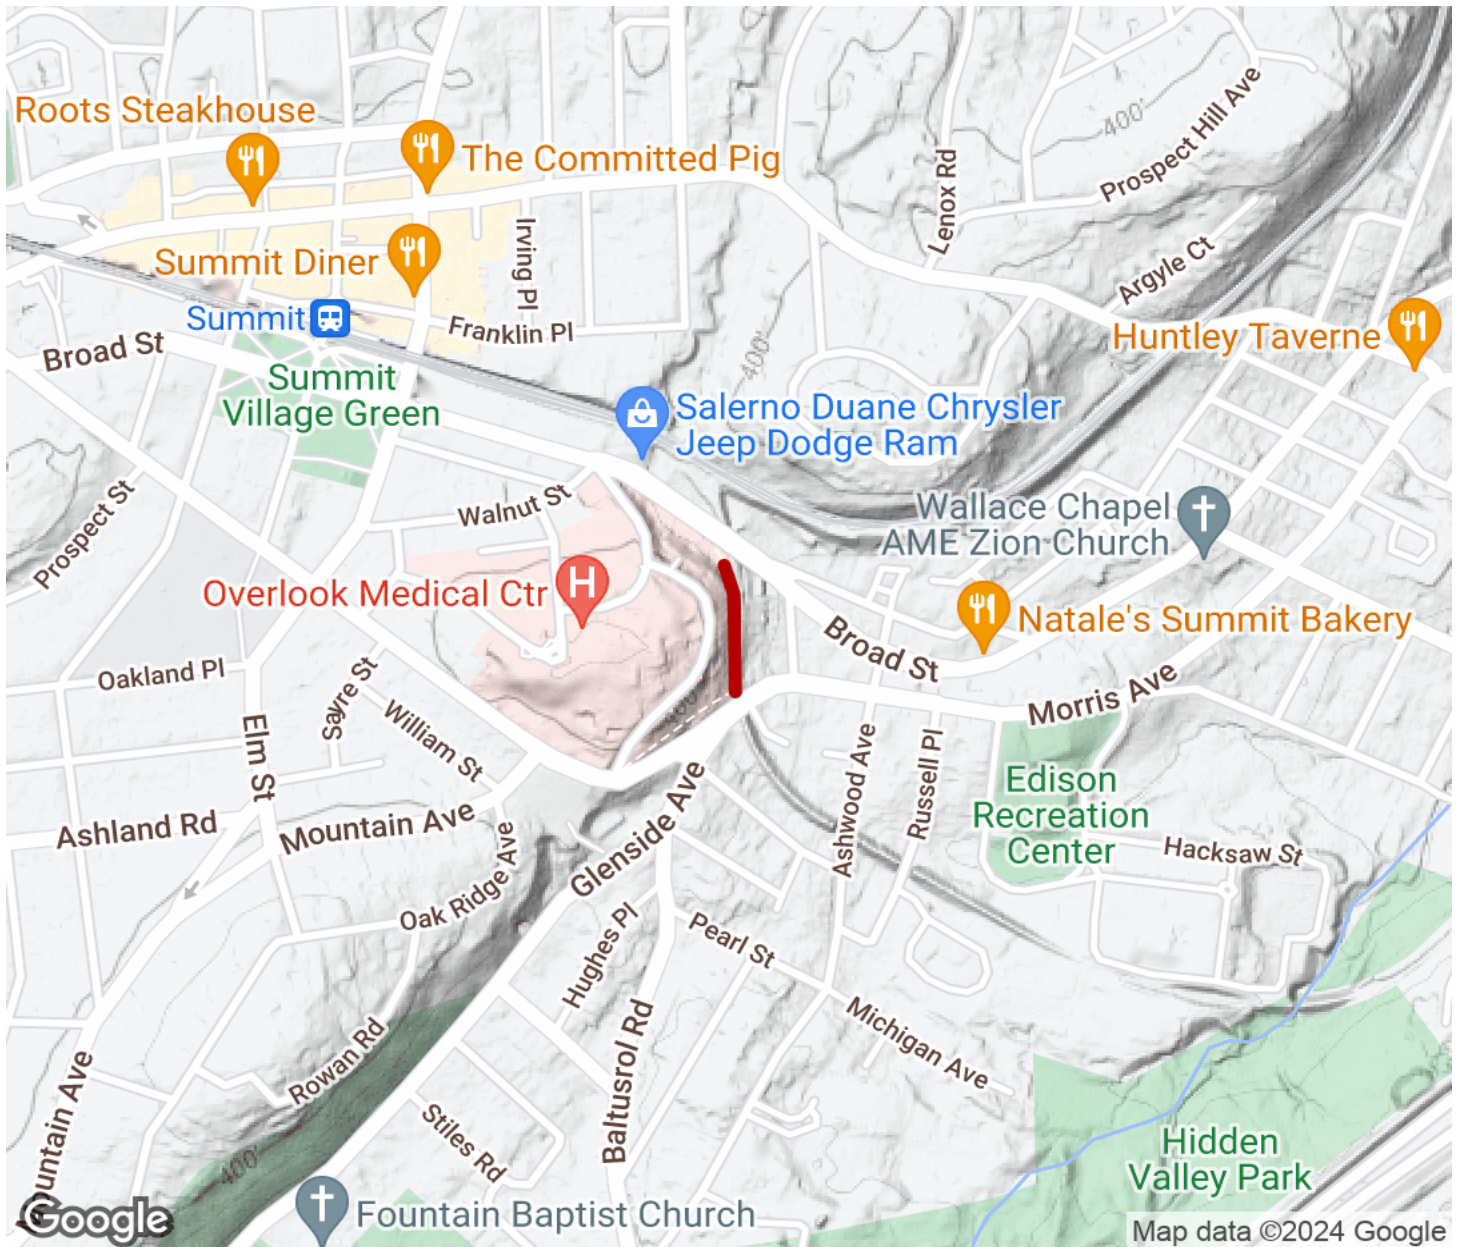 400'
Prospect Hill Ave
Roots Steakhouse
The Committed Pig
Lenox Rd
Irving Pl
Argyle Ct
Summit Diner
Summit
Franklin Pl
Huntley Taverne
Broad St
400'
Summit
Village Green
Salerno Duane Chrysler
Jeep Dodge Ram
Prospect St
Walnut St
Wallace Chapel
AME Zion Church
H
Overlook Medical Ctr
Natale's Summit Bakery
Broad St
Oakland Pl
Sayre St
400'
Morris Ave
Elm St
William St
Ashwood Ave
Russell Pl
Edison
Recreation
Center
Ashland Rd
Mountain Ave
Glenside Ave
Hacksaw St
Oak Ridge Ave
Hughes Pl
Pearl St
Michigan Ave
Rowan Rd
Baltusrol Rd
Mountain Ave
Stiles Rd
400'
Hidden
Valley Park
Fountain Baptist Church
Google
Map data ©2024 Google